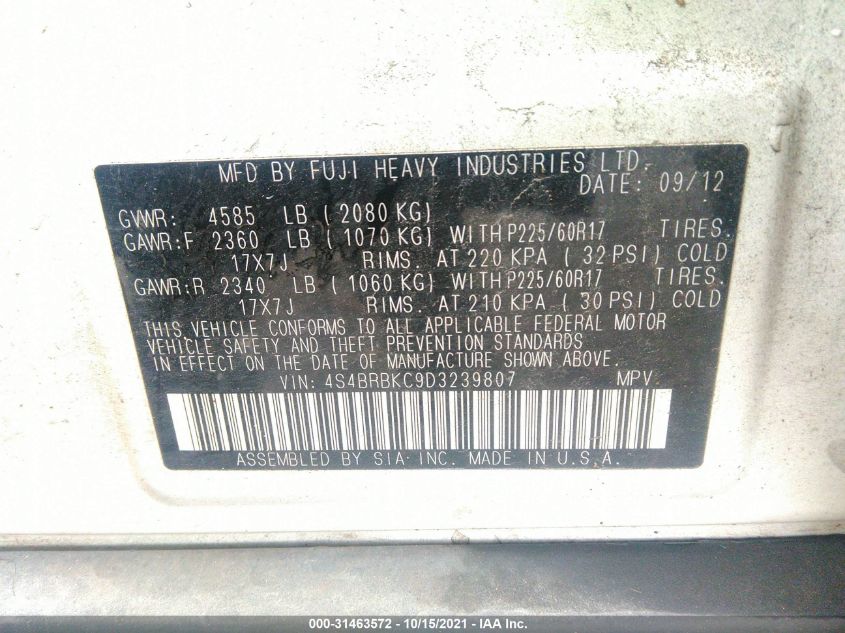 MFD BY FUJI HEAVY INDUSTRIES LTD.
DATE: 09/12
GVWR: 4585 LB ( 2080 KG)
GAWR:F 2360 LB ( 1070 KG) WITH P225/60R17 TIRES.
17X7J RIMS. AT 220 KPA ( 32 PSI) COLD
GAWR:R 2340 LB ( 1060 KG) WITH P225/60R17 TIRES.
17X7J RIMS. AT 210 KPA ( 30 PSI) COLD
THIS VEHICLE CONFORMS TO ALL APPLICABLE FEDERAL MOTOR
VEHICLE SAFETY AND THEFT PREVENTION STANDARDS
IN EFFECT ON THE DATE OF MANUFACTURE SHOWN ABOVE.
VIN: 4S4BRBKC9D3239807 MPV
ASSEMBLED BY SIA INC. MADE IN U.S.A.
000-31463572 - 10/15/2021 - IAA Inc.